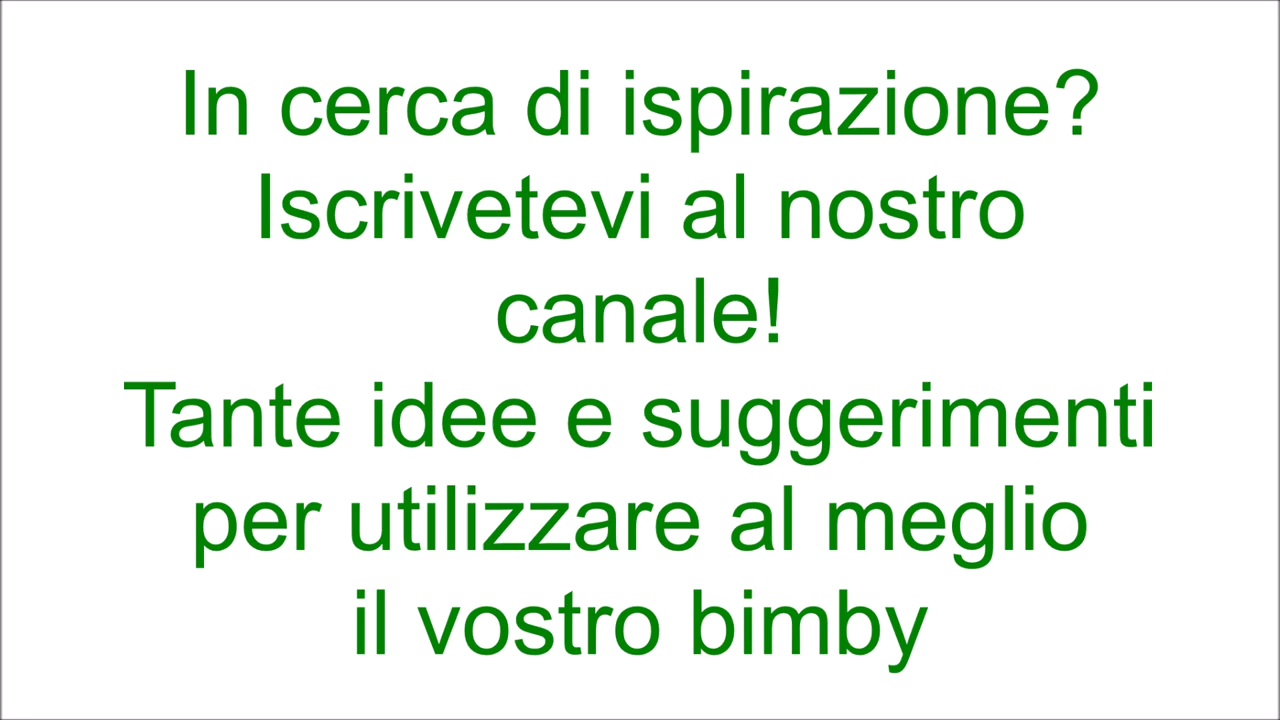 In cerca di ispirazione?
Iscrivetevi al nostro
canale!
Tante idee e suggerimenti
per utilizzare al meglio
il vostro bimby